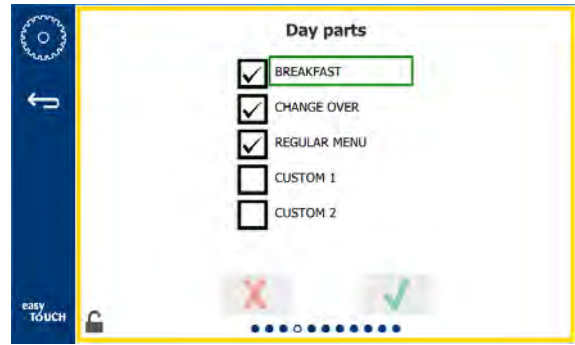 Day parts
BREAKFAST
CHANGE OVER
REGULAR MENU
CUSTOM 1
CUSTOM 2
easy
TOUCH